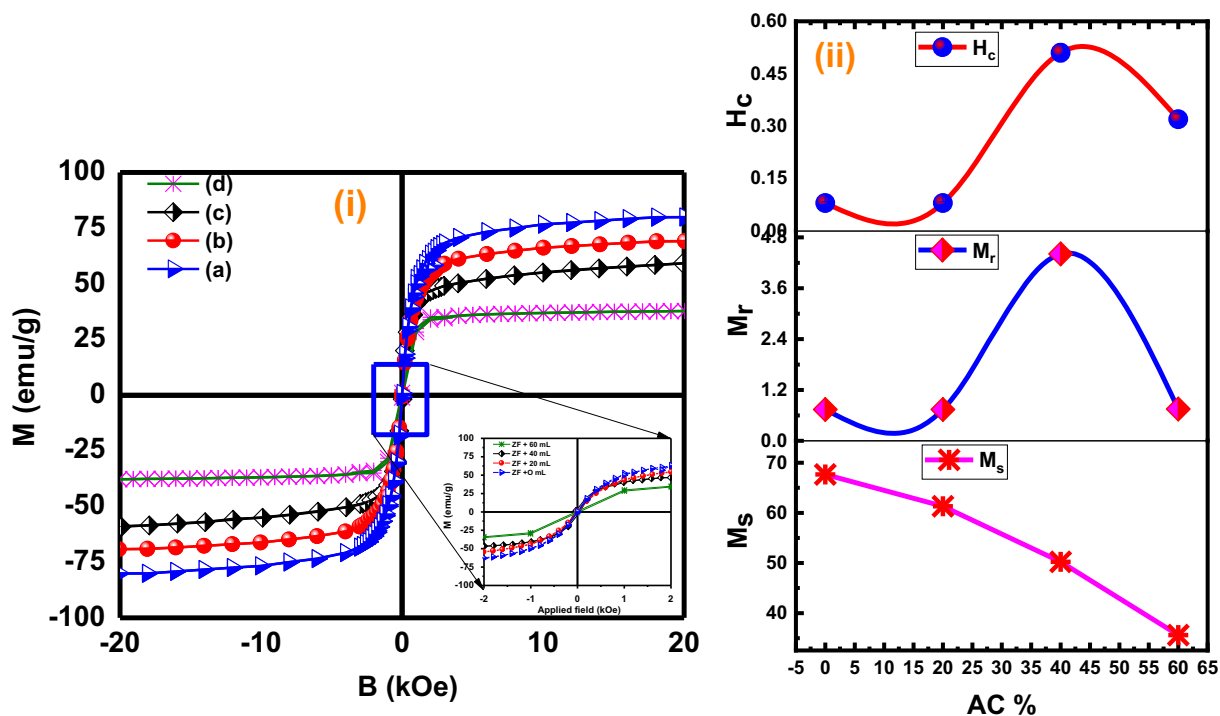 (i)
(d)
(c)
(b)
(a)
M (emu/g)
100
75
50
25
0
-25
-50
-75
-100
-20
-10
0
10
20
B (kOe)
ZF + 60 mL
ZF + 40 mL
ZF + 20 mL
ZF +O mL
M (emu/g)
100
75
50
25
0
-25
-50
-75
-100
-2
-1
0
1
2
Applied field (kOe)
(ii)
Hc
Hc
0.60
0.45
0.30
0.15
0.00
Mr
Mr
4.8
3.6
2.4
1.2
0.0
Ms
Ms
70
60
50
40
-5 0 5 10 15 20 25 30 35 40 45 50 55 60 65
AC %